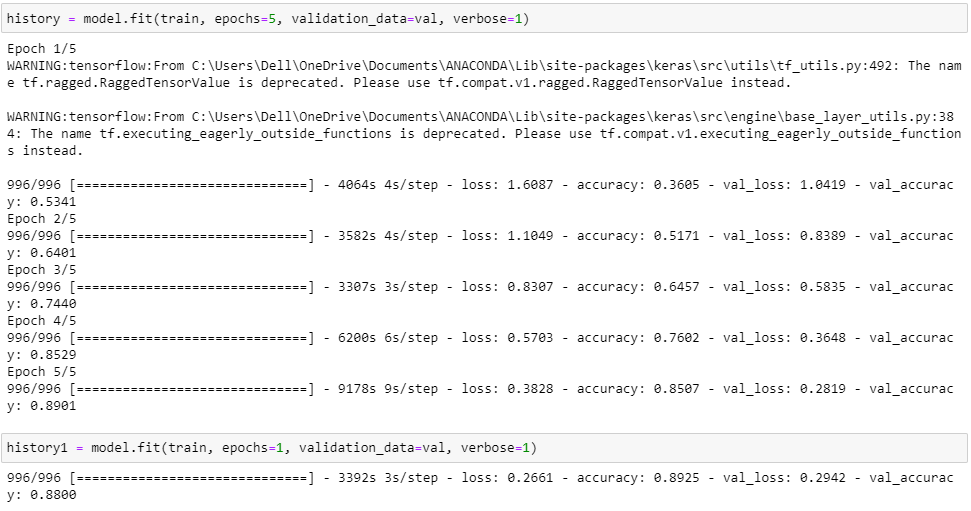 history = model.fit(train, epochs=5, validation_data=val, verbose=1)
Epoch 1/5
WARNING:tensorflow:From C:\Users\Dell\OneDrive\Documents\ANACONDA\Lib\site-packages\keras\src\utils\tf_utils.py:492: The nam
e tf.ragged.RaggedTensorValue is deprecated. Please use tf.compat.v1.ragged.RaggedTensorValue instead.
WARNING:tensorflow:From C:\Users\Dell\OneDrive\Documents\ANACONDA\Lib\site-packages\keras\src\engine\base_layer_utils.py:38
4: The name tf.executing_eagerly_outside_functions is deprecated. Please use tf.compat.v1.executing_eagerly_outside_function
s instead.
996/996 [==============================] - 4064s 4s/step - loss: 1.6087 - accuracy: 0.3605 - val_loss: 1.0419 - val_accurac
y: 0.5341
Epoch 2/5
996/996 [==============================] - 3582s 4s/step - loss: 1.1049 - accuracy: 0.5171 - val_loss: 0.8389 - val_accurac
y: 0.6401
Epoch 3/5
996/996 [==============================] - 3307s 3s/step - loss: 0.8307 - accuracy: 0.6457 - val_loss: 0.5835 - val_accurac
y: 0.7440
Epoch 4/5
996/996 [==============================] - 6200s 6s/step - loss: 0.5703 - accuracy: 0.7602 - val_loss: 0.3648 - val_accurac
y: 0.8529
Epoch 5/5
996/996 [==============================] - 9178s 9s/step - loss: 0.3828 - accuracy: 0.8507 - val_loss: 0.2819 - val_accurac
y: 0.8901
history1 = model.fit(train, epochs=1, validation_data=val, verbose=1)
996/996 [==============================] - 3392s 3s/step - loss: 0.2661 - accuracy: 0.8925 - val_loss: 0.2942 - val_accurac
y: 0.8800